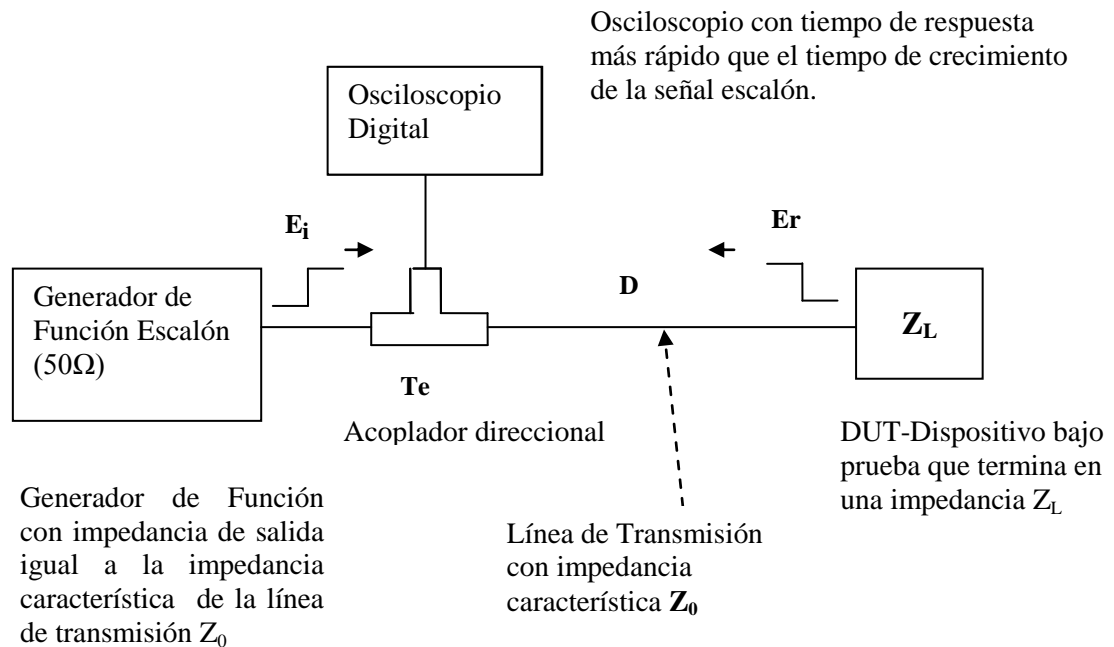 Osciloscopio con tiempo de respuesta
más rápido que el tiempo de crecimiento
de la señal escalón.
Osciloscopio
Digital
Ei
Er
Generador de
Función Escalón
(50Ω)
D
ZL
Te
Acoplador direccional
DUT-Dispositivo bajo
prueba que termina en
una impedancia ZL
Generador de Función
con impedancia de salida
igual a la impedancia
característica de la línea
de transmisión Z0
Línea de Transmisión
con impedancia
característica Z0